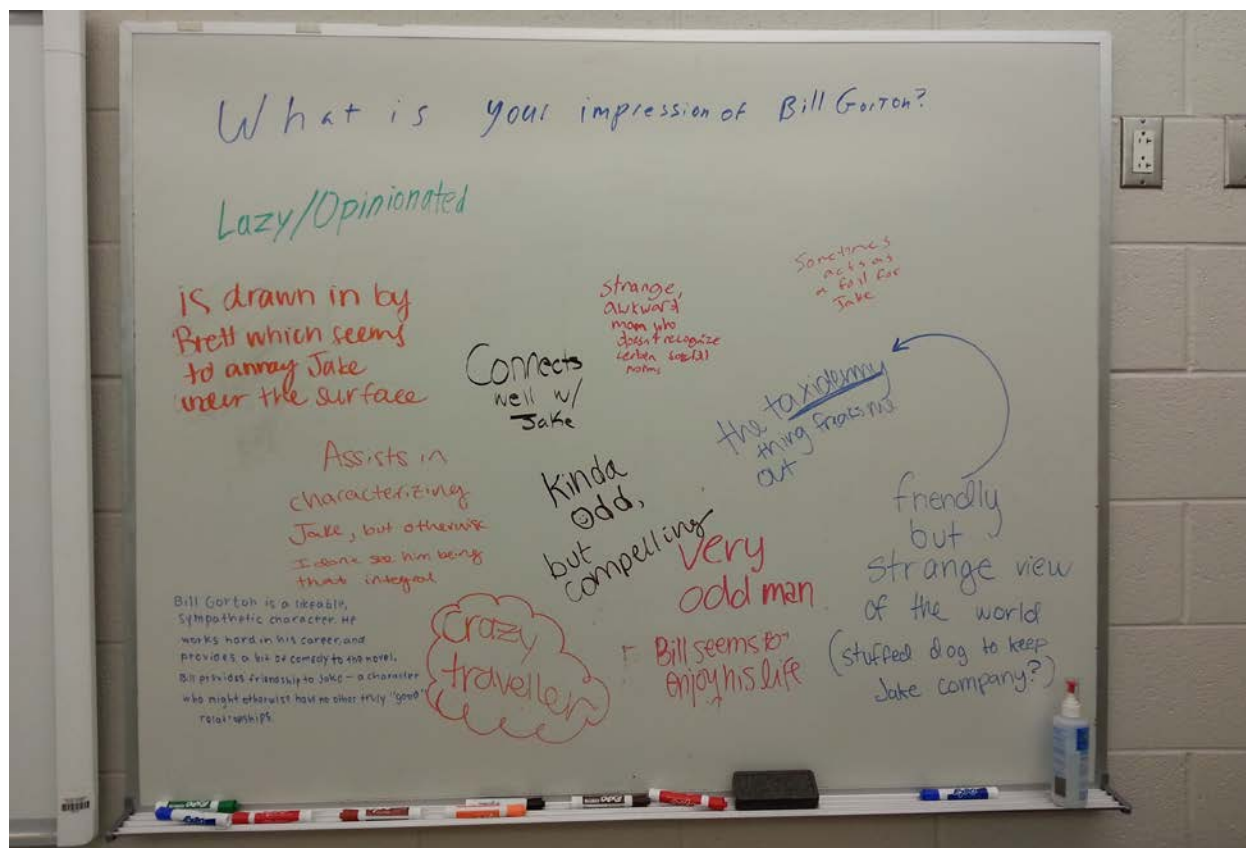 What is your impression of Bill Gorton?
Lazy/Opinionated
is drawn in by
Brett which seems
to annoy Jake
under the surface
Connects
well w/
Jake
strange,
awkward
man who
doesn't recognize
social
norms
Sometimes
acts as
a foil for
Jake
the taxidermy
thing freaks me
out
Assists in
characterizing
Jake, but otherwise
I don't see him being
that integral
Kinda
odd,
but
compelling
very
odd man
friendly
but
strange view
of the world
(stuffed dog to keep
Jake company?)
Bill Gorton is a likeable,
sympathetic character. He
works hard in his career, and
provides a bit of comedy to the novel.
Bill provides friendship to Jake - a character
who might otherwise have no other truly "good"
relationships.
Crazy
traveller
Bill seems to
enjoy his life